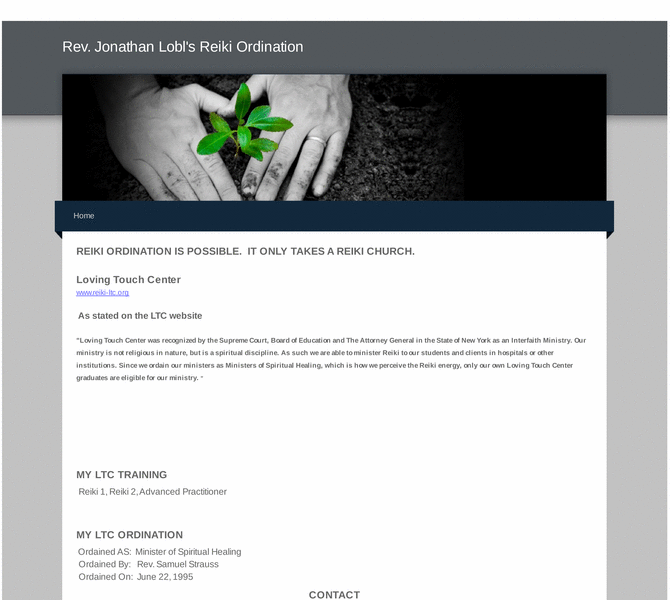 Rev. Jonathan Lobl's Reiki Ordination
Home
REIKI ORDINATION IS POSSIBLE.  IT ONLY TAKES A REIKI CHURCH.
Loving Touch Center
www.reiki-ltc.org
As stated on the LTC website
"Loving Touch Center was recognized by the Supreme Court, Board of Education and The Attorney General in the State of New York as an Interfaith Ministry. Our
ministry is not religious in nature, but is a spiritual discipline. As such we are able to minister Reiki to our students and clients in hospitals or other
institutions. Since we ordain our ministers as Ministers of Spiritual Healing, which is how we perceive the Reiki energy, only our own Loving Touch Center
graduates are eligible for our ministry. "
MY LTC TRAINING
Reiki 1, Reiki 2, Advanced Practitioner
MY LTC ORDINATION
Ordained AS:  Minister of Spiritual Healing
Ordained By:   Rev. Samuel Strauss
Ordained On:  June 22, 1995
CONTACT